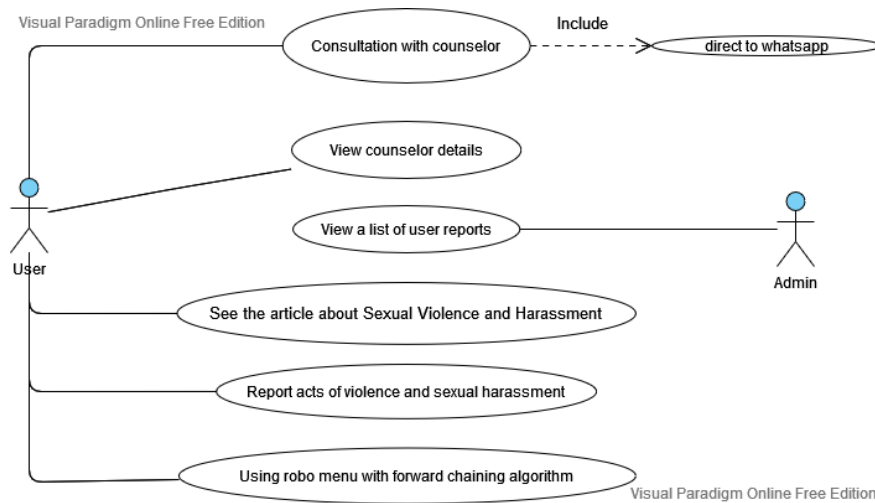 Visual Paradigm Online Free Edition
Consultation with counselor
Include
direct to whatsapp
View counselor details
View a list of user reports
User
Admin
See the article about Sexual Violence and Harassment
Report acts of violence and sexual harassment
Using robo menu with forward chaining algorithm
Visual Paradigm Online Free Edition